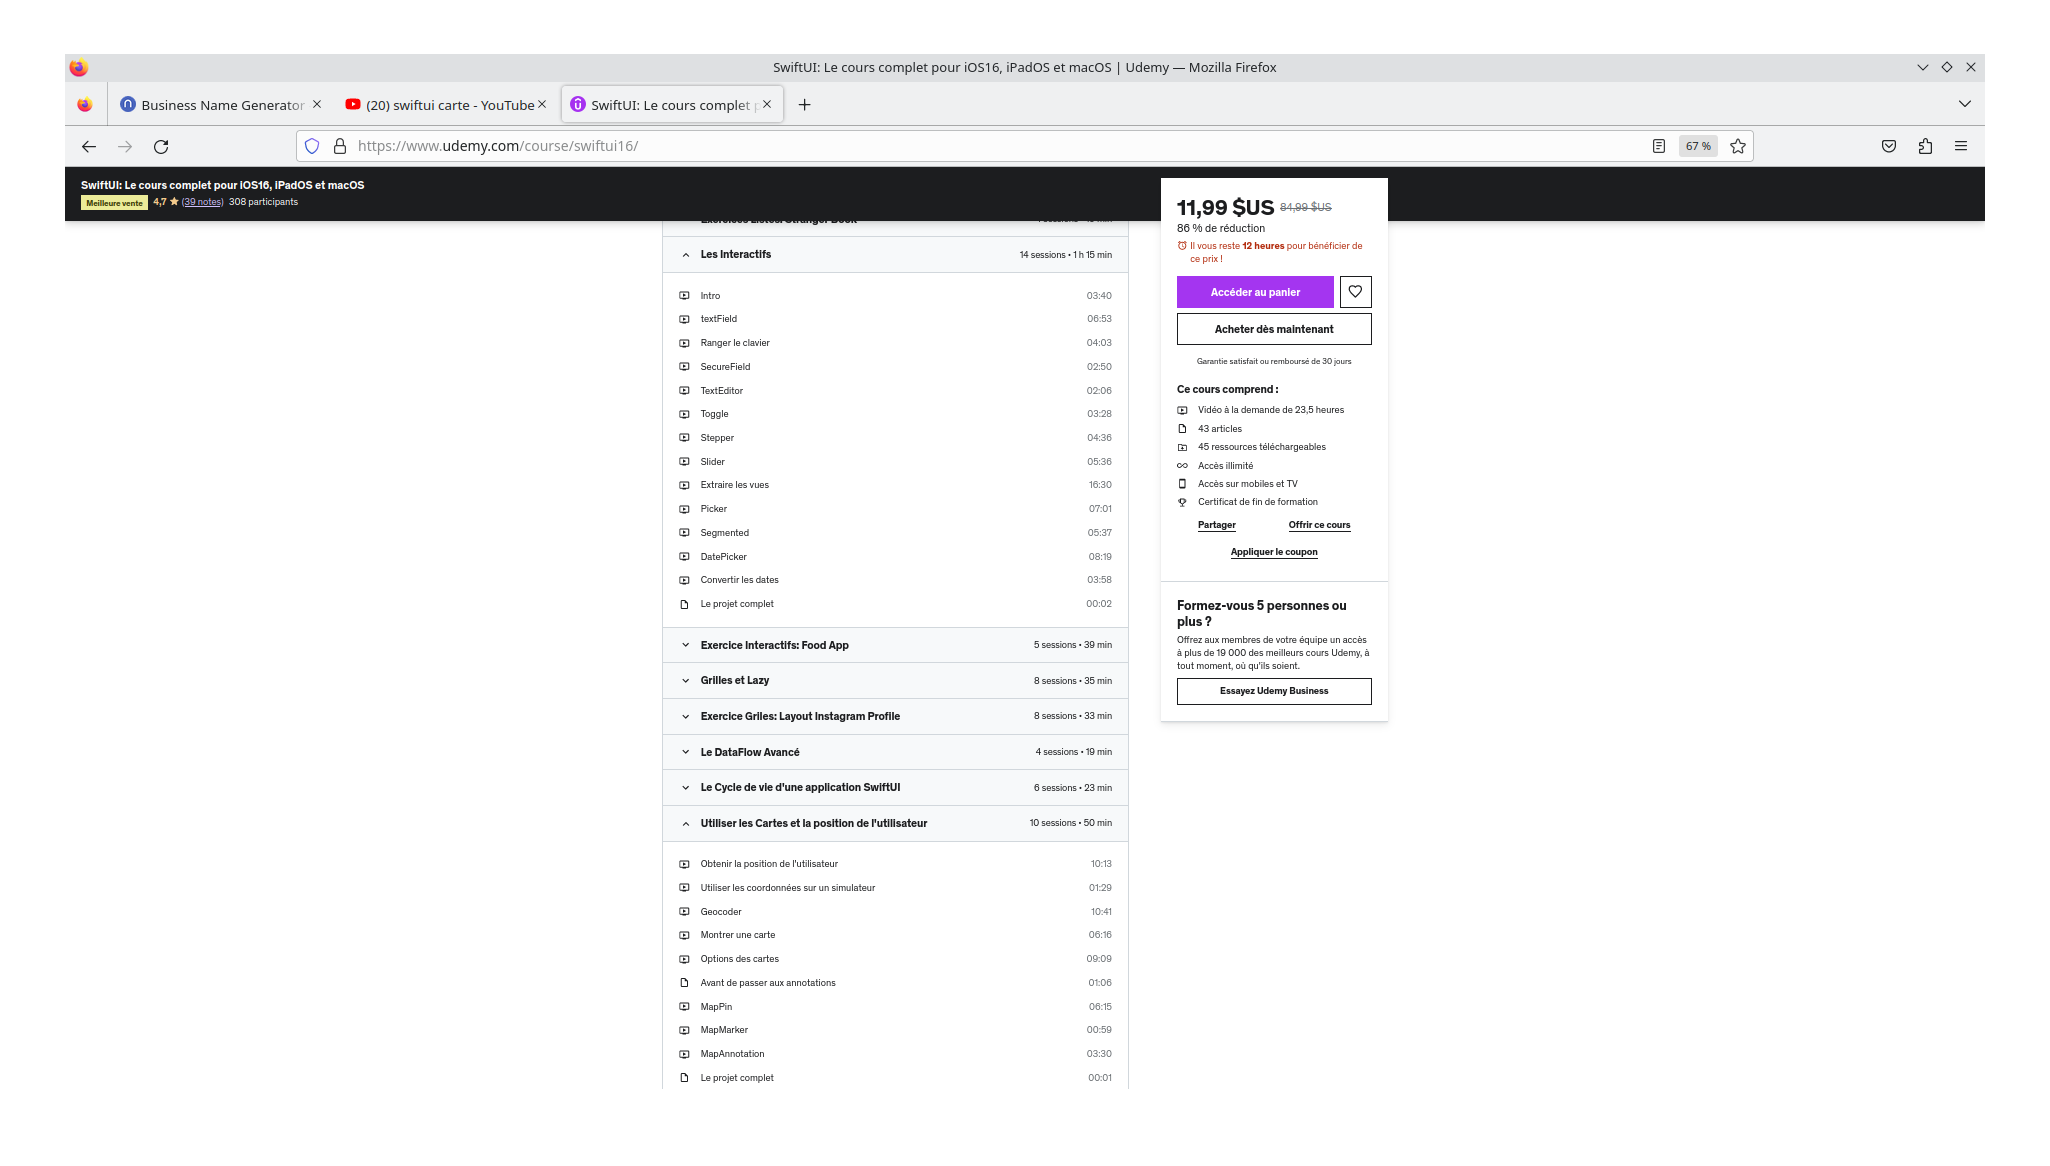 SwiftUI: Le cours complet pour iOS16, iPadOS et macOS | Udemy — Mozilla Firefox
Business Name Generator
(20) swiftui carte - YouTube
SwiftUI: Le cours complet p
https://www.udemy.com/course/swiftui16/
67 %
SwiftUI: Le cours complet pour iOS16, iPadOS et macOS
Meilleure vente 4,7 (39 notes) 308 participants
Les Interactifs 14 sessions • 1 h 15 min
Intro 03:40
textField 06:53
Ranger le clavier 04:03
SecureField 02:50
TextEditor 02:06
Toggle 03:28
Stepper 04:36
Slider 05:36
Extraire les vues 16:30
Picker 07:01
Segmented 05:37
DatePicker 08:19
Convertir les dates 03:58
Le projet complet 00:02
Exercice Interactifs: Food App 5 sessions • 39 min
Grilles et Lazy 8 sessions • 35 min
Exercice Griles: Layout Instagram Profile 8 sessions • 33 min
Le DataFlow Avancé 4 sessions • 19 min
Le Cycle de vie d'une application SwiftUI 6 sessions • 23 min
Utiliser les Cartes et la position de l'utilisateur 10 sessions • 50 min
Obtenir la position de l'utilisateur 10:13
Utiliser les coordonnées sur un simulateur 01:29
Geocoder 10:41
Montrer une carte 06:16
Options des cartes 09:09
Avant de passer aux annotations 01:06
MapPin 06:15
MapMarker 00:59
MapAnnotation 03:30
Le projet complet 00:01
11,99 $US 84,99 $US
86 % de réduction
Il vous reste 12 heures pour bénéficier de
ce prix !
Accéder au panier
Acheter dès maintenant
Garantie satisfait ou remboursé de 30 jours
Ce cours comprend :
Vidéo à la demande de 23,5 heures
43 articles
45 ressources téléchargeables
Accès illimité
Accès sur mobiles et TV
Certificat de fin de formation
Partager Offrir ce cours
Appliquer le coupon
Formez-vous 5 personnes ou
plus ?
Offrez aux membres de votre équipe un accès
à plus de 19 000 des meilleurs cours Udemy, à
tout moment, où qu'ils soient.
Essayez Udemy Business